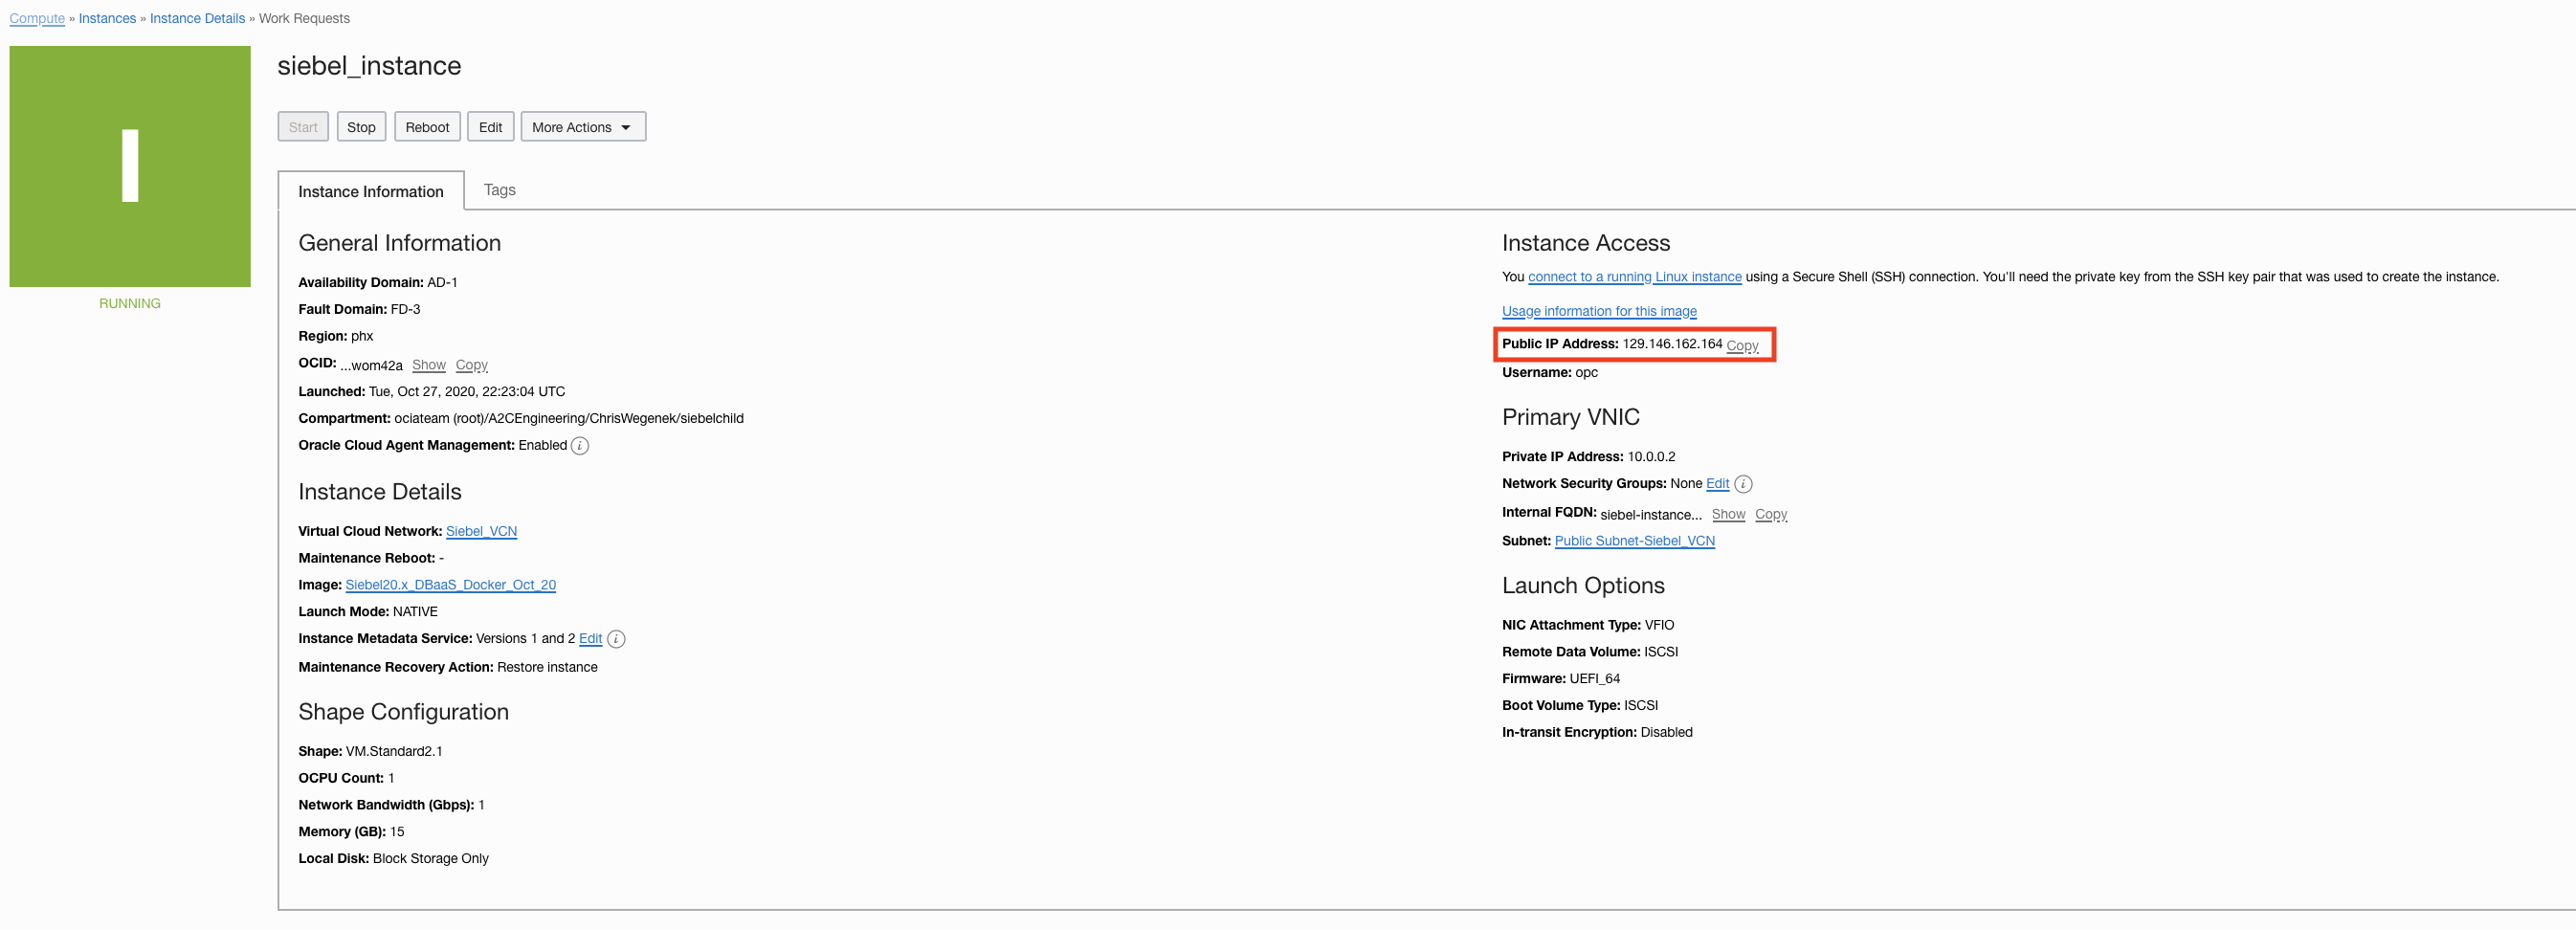 Compute » Instances » Instance Details » Work Requests
I
RUNNING
siebel_instance
Start Stop Reboot Edit More Actions
Instance Information Tags
General Information
Availability Domain: AD-1
Fault Domain: FD-3
Region: phx
OCID: ...wom42a Show Copy
Launched: Tue, Oct 27, 2020, 22:23:04 UTC
Compartment: ociateam (root)/A2CEngineering/ChrisWegenek/siebelchild
Oracle Cloud Agent Management: Enabled i
Instance Details
Virtual Cloud Network: Siebel_VCN
Maintenance Reboot: -
Image: Siebel20.x_DBaaS_Docker_Oct_20
Launch Mode: NATIVE
Instance Metadata Service: Versions 1 and 2 Edit i
Maintenance Recovery Action: Restore instance
Shape Configuration
Shape: VM.Standard2.1
OCPU Count: 1
Network Bandwidth (Gbps): 1
Memory (GB): 15
Local Disk: Block Storage Only
Instance Access
You connect to a running Linux instance using a Secure Shell (SSH) connection. You'll need the private key from the SSH key pair that was used to create the instance.
Usage information for this image
Public IP Address: 129.146.162.164 Copy
Username: opc
Primary VNIC
Private IP Address: 10.0.0.2
Network Security Groups: None Edit i
Internal FQDN: siebel-instance... Show Copy
Subnet: Public Subnet-Siebel_VCN
Launch Options
NIC Attachment Type: VFIO
Remote Data Volume: ISCSI
Firmware: UEFI_64
Boot Volume Type: ISCSI
In-transit Encryption: Disabled